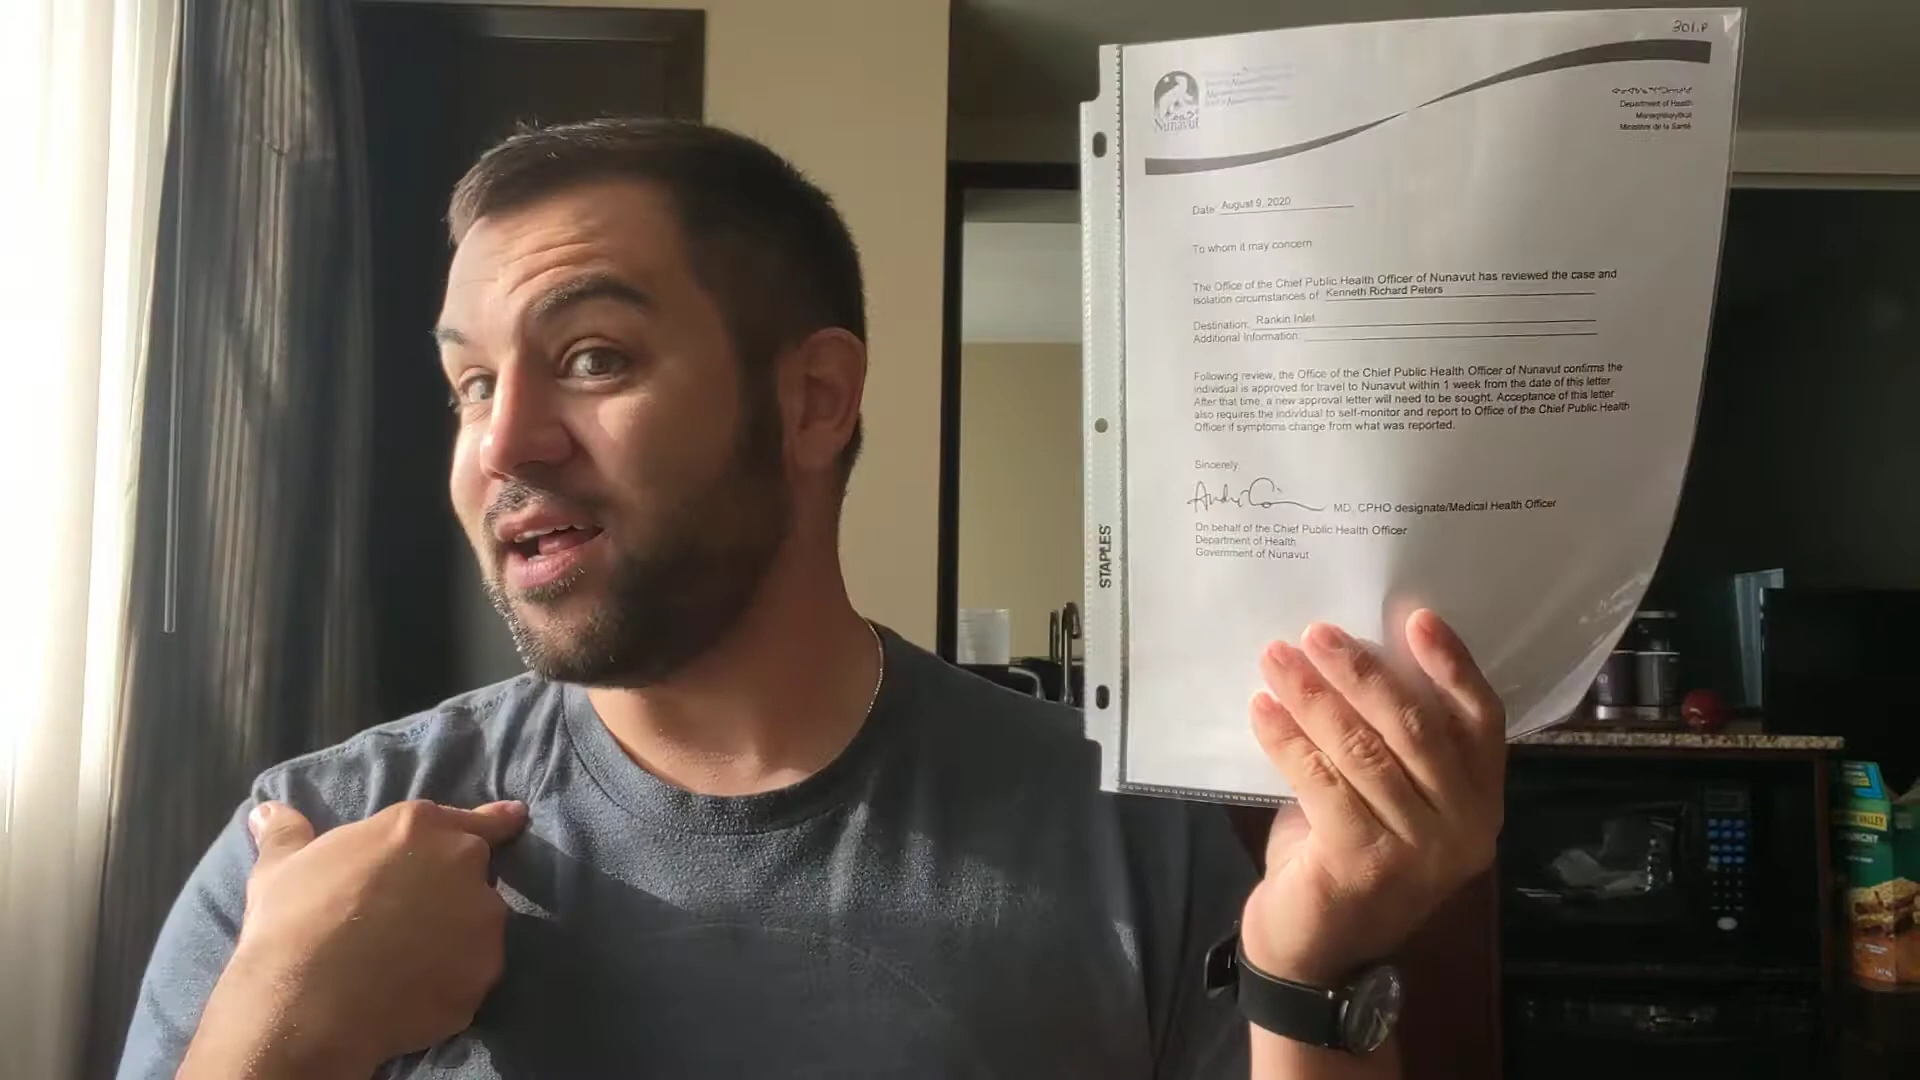 301.P
Nunavut
Department of Health
Munaqhiliqiyitkut
Ministère de la Santé
Date: August 9, 2020
To whom it may concern
The Office of the Chief Public Health Officer of Nunavut has reviewed the case and
isolation circumstances of Kenneth Richard Peters
Destination: Rankin Inlet
Additional Information:
Following review, the Office of the Chief Public Health Officer of Nunavut confirms the
individual is approved for travel to Nunavut within 1 week from the date of this letter
After that time, a new approval letter will need to be sought. Acceptance of this letter
also requires the individual to self-monitor and report to Office of the Chief Public Health
Officer if symptoms change from what was reported.
Sincerely,
MD, CPHO designate/Medical Health Officer
On behalf of the Chief Public Health Officer
Department of Health
Government of Nunavut
STAPLES
VALLEY